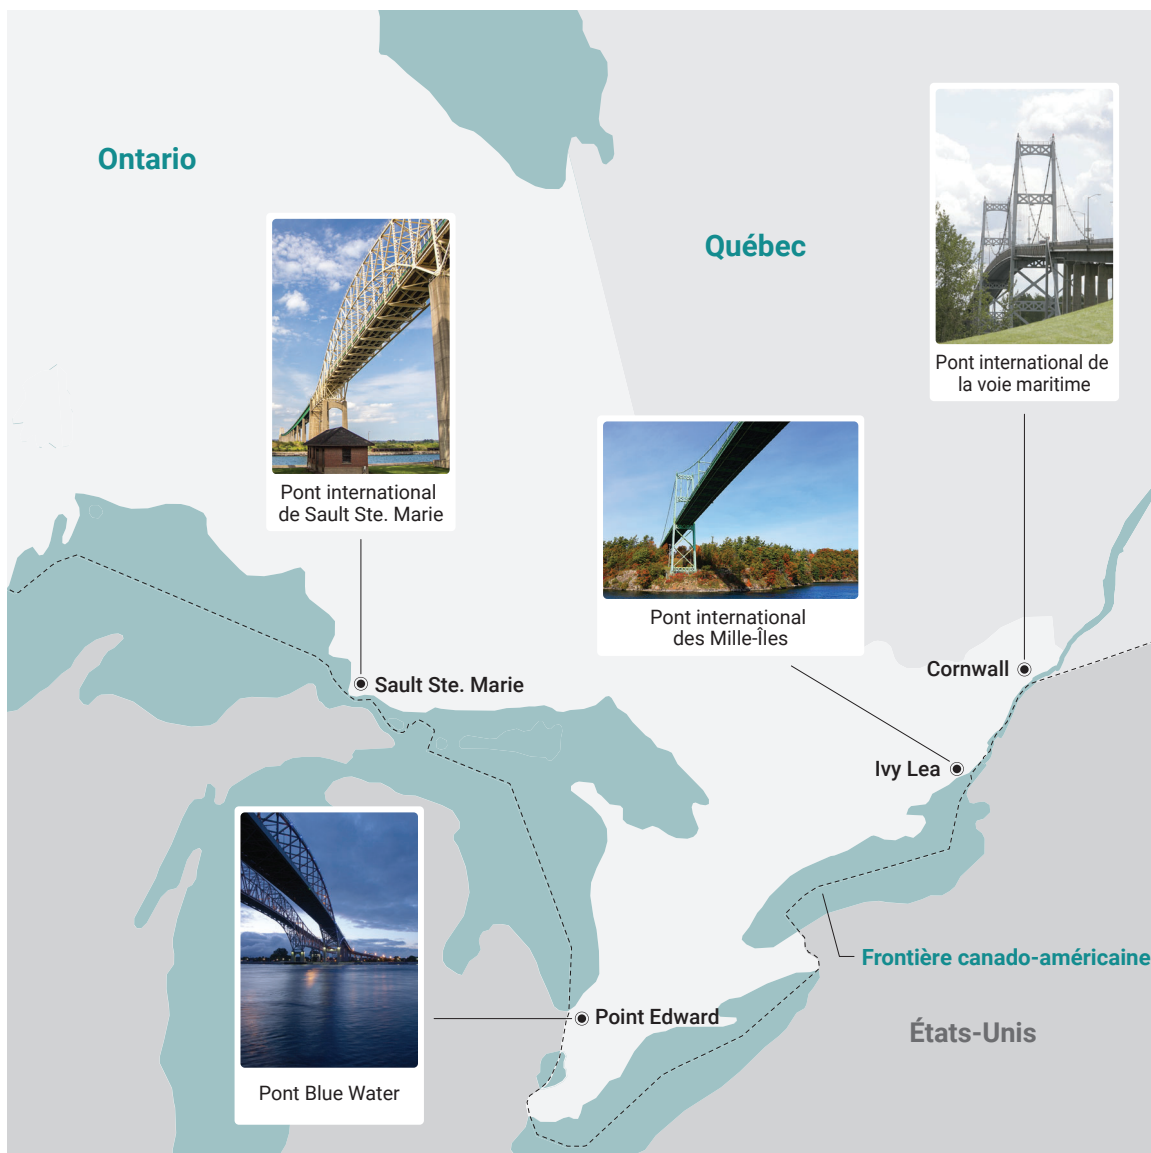 Ontario
Québec
Pont international de
la voie maritime
Pont international
de Sault Ste. Marie
Pont international
des Mille-Îles
Cornwall
Sault Ste. Marie
Ivy Lea
Frontière canado-américaine
Point Edward
États-Unis
Pont Blue Water